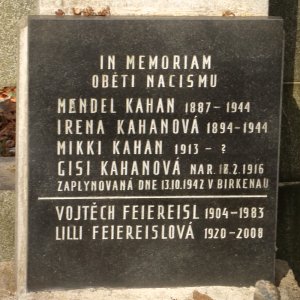 IN MEMORIAM
OBĚTI NACISMU
MENDEL KAHAN 1887 – 1944
IRENA KAHANOVÁ 1894-1944
MIKKI KAHAN 1913 - ?
GISI KAHANOVÁ NAR. 17.2.1916
ZAPLYNOVANÁ DNE 13.10.1942 V BIRKENAU
VOJTĚCH FEIEREISL 1904-1983
LILLI FEIEREISLOVÁ 1920-2008